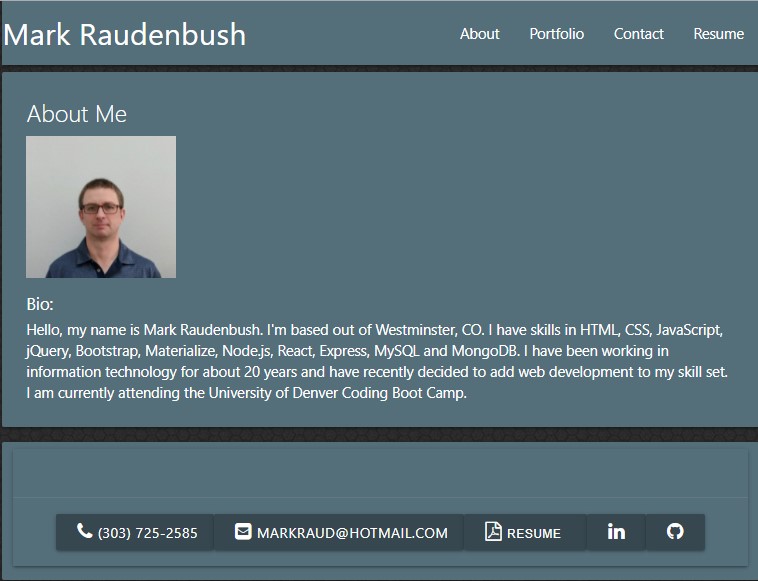 Mark Raudenbush
About Portfolio Contact Resume
About Me
Bio:
Hello, my name is Mark Raudenbush. I'm based out of Westminster, CO. I have skills in HTML, CSS, JavaScript,
jQuery, Bootstrap, Materialize, Node.js, React, Express, MySQL and MongoDB. I have been working in
information technology for about 20 years and have recently decided to add web development to my skill set.
I am currently attending the University of Denver Coding Boot Camp.
(303) 725-2585 MARKRAUD@HOTMAIL.COM RESUME in